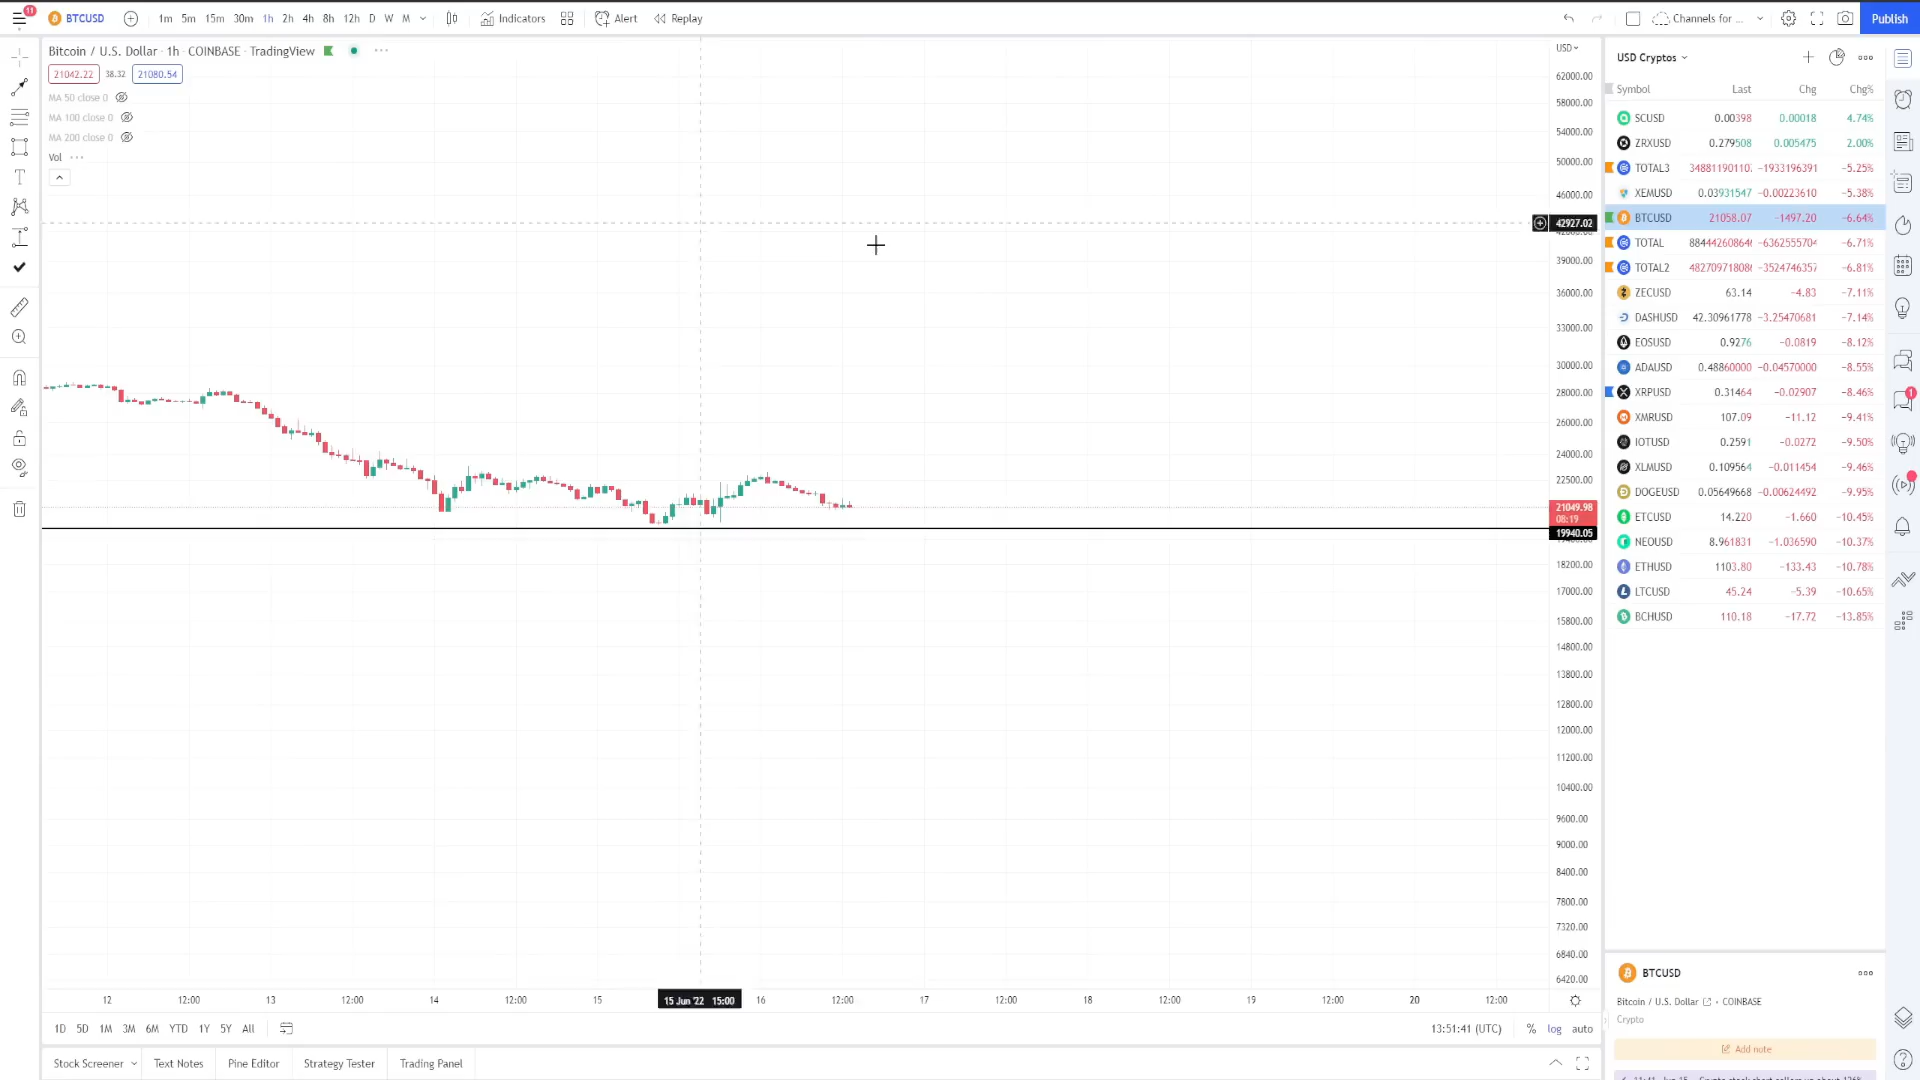 11
BTCUSD 1m 5m 15m 30m 1h 2h 4h 8h 12h D W M Indicators Alert Replay Channels for ... Publish
Bitcoin / U.S. Dollar · 1h · COINBASE · TradingView
21042.22 38.32 21080.54
MA 50 close 0
MA 100 close 0
MA 200 close 0
Vol
USD
62000.00
58000.00
54000.00
50000.00
46000.00
42927.02
39000.00
36000.00
33000.00
30000.00
28000.00
26000.00
24000.00
22500.00
21049.98
08:19
19940.05
18200.00
17000.00
15800.00
14800.00
13800.00
12800.00
12000.00
11200.00
10400.00
9600.00
9000.00
8400.00
7800.00
7320.00
6840.00
6420.00
12 12:00 13 12:00 14 12:00 15 15 Jun '22 15:00 16 12:00 17 12:00 18 12:00 19 12:00 20 12:00
1D 5D 1M 3M 6M YTD 1Y 5Y All 13:51:41 (UTC) % log auto
Stock Screener Text Notes Pine Editor Strategy Tester Trading Panel
USD Cryptos
Symbol Last Chg Chg%
SCUSD 0.00398 0.00018 4.74%
ZRXUSD 0.279508 0.005475 2.00%
TOTAL3 34881190110 −1933196391 −5.25%
XEMUSD 0.03931547 −0.00223610 −5.38%
BTCUSD 21058.07 −1497.20 −6.64%
TOTAL 88444260864 −6362555704 −6.71%
TOTAL2 48270971808 −3524746357 −6.81%
ZECUSD 63.14 −4.83 −7.11%
DASHUSD 42.30961778 −3.25470681 −7.14%
EOSUSD 0.9276 −0.0819 −8.12%
ADAUSD 0.48860000 −0.04570000 −8.55%
XRPUSD 0.31464 −0.02907 −8.46%
XMRUSD 107.09 −11.12 −9.41%
IOTUSD 0.2591 −0.0272 −9.50%
XLMUSD 0.109564 −0.011454 −9.46%
DOGEUSD 0.05649668 −0.00624492 −9.95%
ETCUSD 14.220 −1.660 −10.45%
NEOUSD 8.961831 −1.036590 −10.37%
ETHUSD 1103.80 −133.43 −10.78%
LTCUSD 45.24 −5.39 −10.65%
BCHUSD 110.18 −17.72 −13.85%
1
BTCUSD
Bitcoin / U.S. Dollar · COINBASE
Crypto
Add note